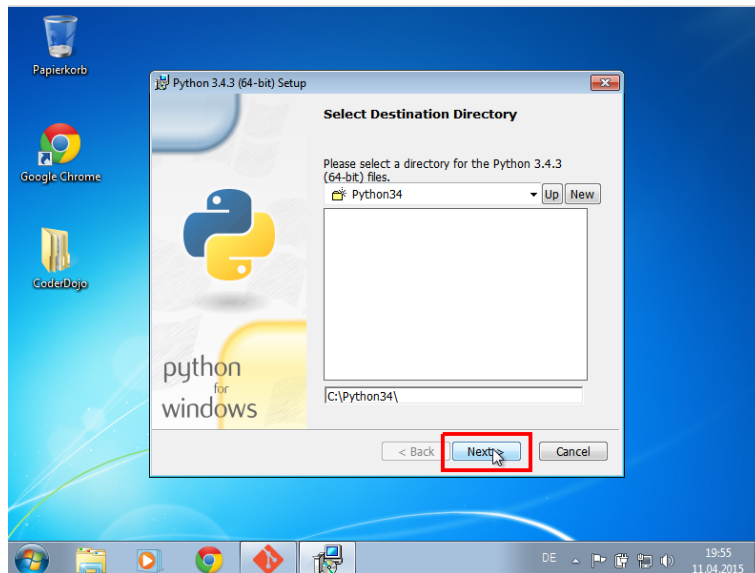 Papierkorb
Google Chrome
CoderDojo
Python 3.4.3 (64-bit) Setup
Select Destination Directory
Please select a directory for the Python 3.4.3
(64-bit) files.
Python34
Up New
python
for
windows
C:\Python34\
< Back Next > Cancel
DE 19:55
11.04.2015